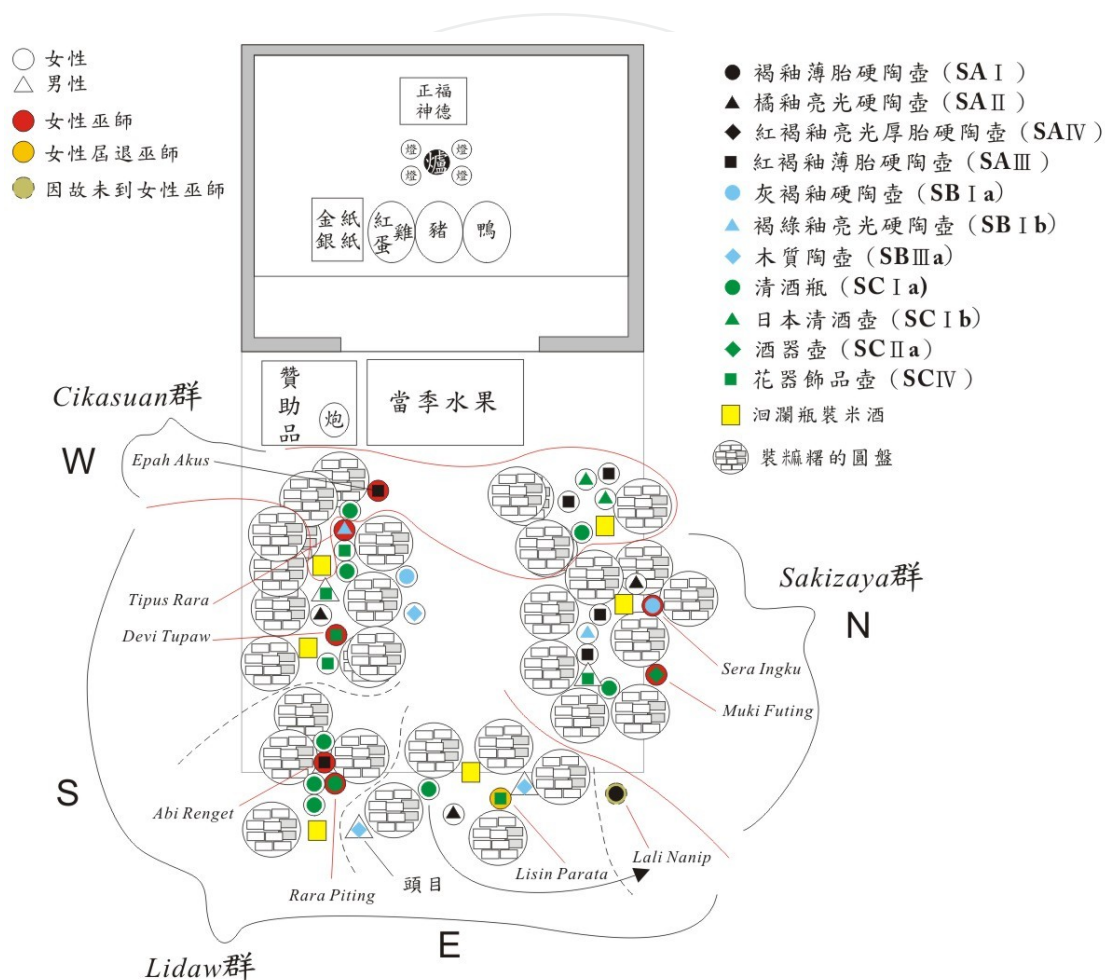 女性
男性
女性巫師
女性屆退巫師
因故未到女性巫師
正福
神德
燈 燈
爐
燈 燈
金紙
銀紙
紅蛋 雞
豬
鴨
贊助品
炮
當季水果
褐釉薄胎硬陶壺（SAⅠ）
橘釉亮光硬陶壺（SAⅡ）
紅褐釉亮光厚胎硬陶壺（SAⅣ）
紅褐釉薄胎硬陶壺（SAⅢ）
灰褐釉硬陶壺（SBⅠa）
褐綠釉亮光硬陶壺（SBⅠb）
木質陶壺（SBⅢa）
清酒瓶（SCⅠa)
日本清酒壺（SCⅠb）
酒器壺（SCⅡa）
花器飾品壺（SCⅣ）
洄瀾瓶裝米酒
裝糍糬的圓盤
Cikasuan群
W
Epah Akus
Tipus Rara
Devi Tupaw
S
Abi Renget
Rara Piting
頭目
Lisin Parata
Lali Nanip
E
Lidaw群
Sakizaya群
N
Sera Ingku
Muki Futing